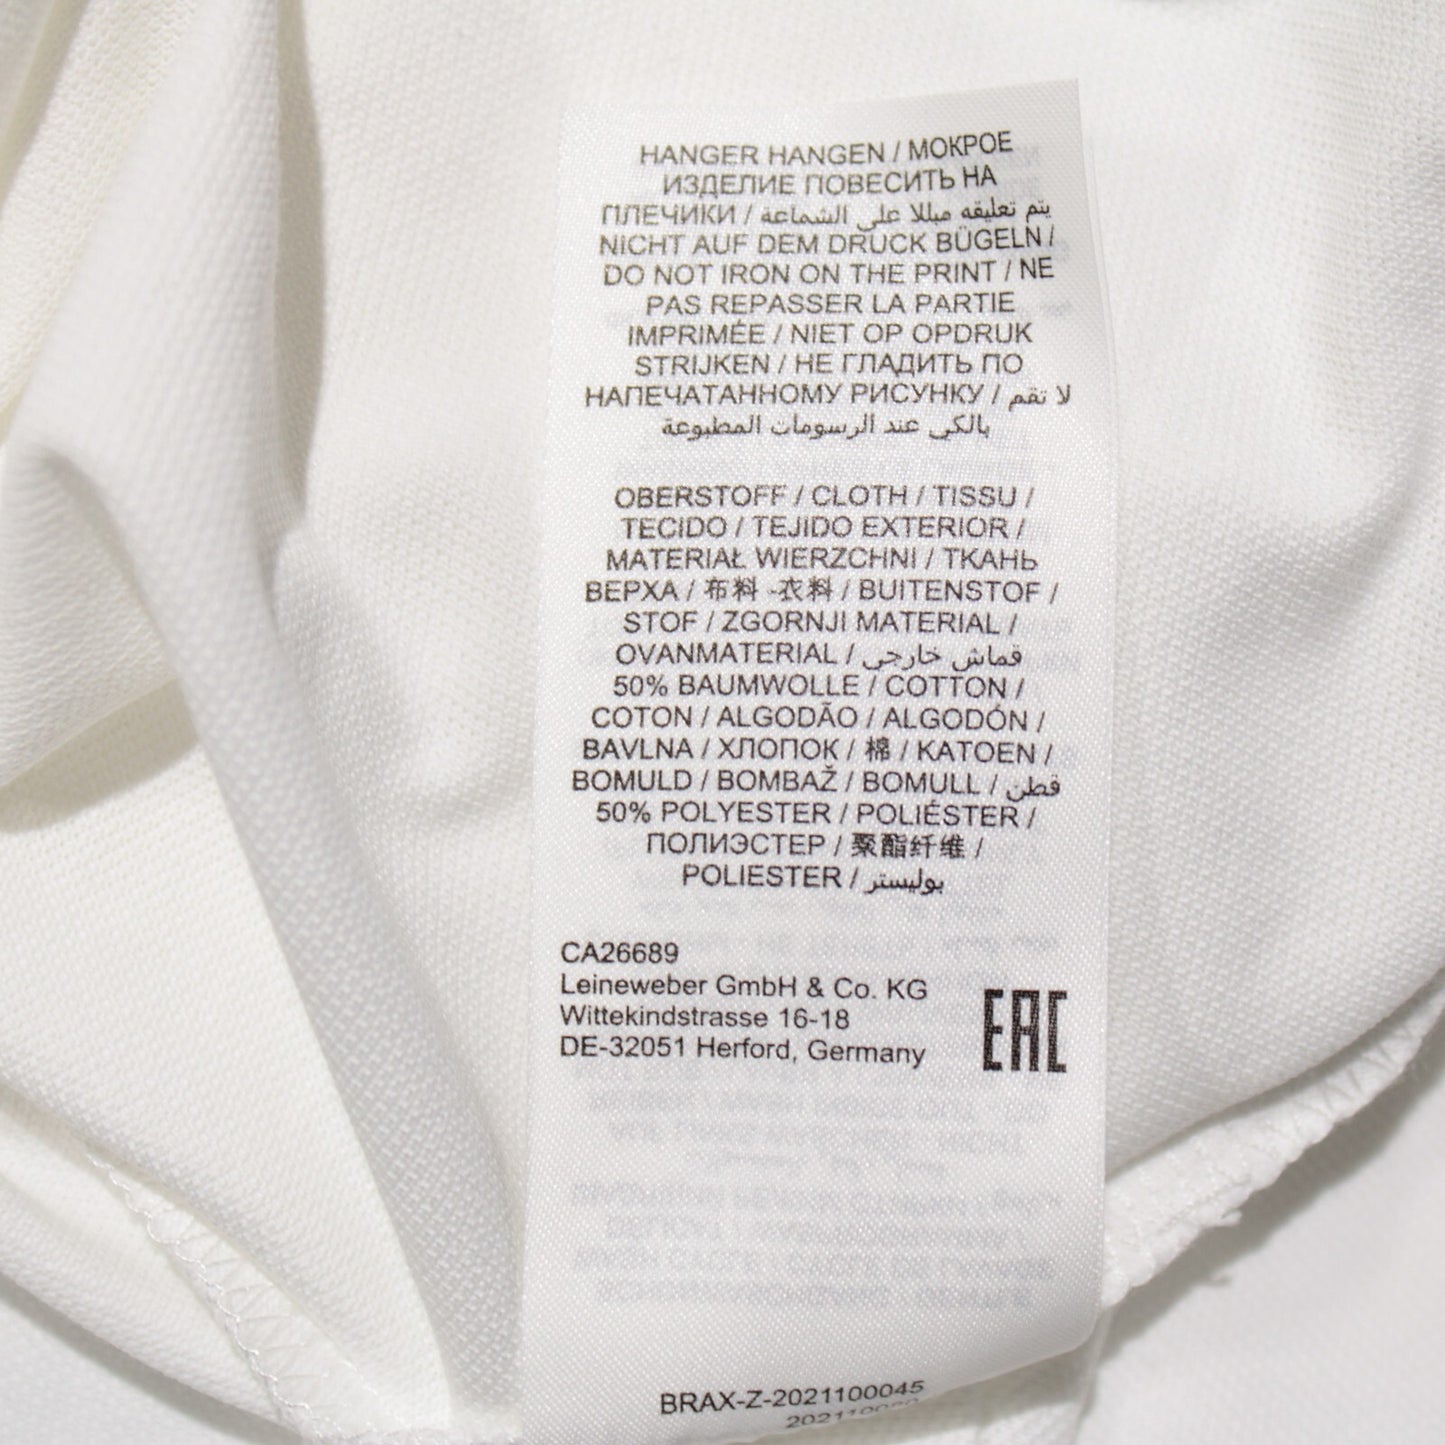 HANGER HANGEN / МОКРОЕ
ИЗДЕЛИЕ ПОВЕСИТЬ НА
ПЛЕЧИКИ / يتم تعليقه مبللا على الشماعة
NICHT AUF DEM DRUCK BÜGELN /
DO NOT IRON ON THE PRINT / NE
PAS REPASSER LA PARTIE
IMPRIMÉE / NIET OP OPDRUK
STRIJKEN / НЕ ГЛАДИТЬ ПО
НАПЕЧАТАННОМУ РИСУНКУ / لا تقم
بالكي عند الرسومات المطبوعة
OBERSTOFF / CLOTH / TISSU /
TECIDO / TEJIDO EXTERIOR /
MATERIAŁ WIERZCHNI / ТКАНЬ
ВЕРХА / 布料 -衣料 / BUITENSTOF /
STOF / ZGORNJI MATERIAL /
OVANMATERIAL / قماش خارجي
50% BAUMWOLLE / COTTON /
COTON / ALGODÃO / ALGODÓN /
BAVLNA / ХЛОПОК / 棉 / KATOEN /
BOMULD / BOMBAŽ / BOMULL / قطن
50% POLYESTER / POLIÉSTER /
ПОЛИЭСТЕР / 聚酯纤维 /
POLIESTER / بوليستر
CA26689
Leineweber GmbH & Co. KG
Wittekindstrasse 16-18
DE-32051 Herford, Germany
EAC
BRAX-Z-2021100045